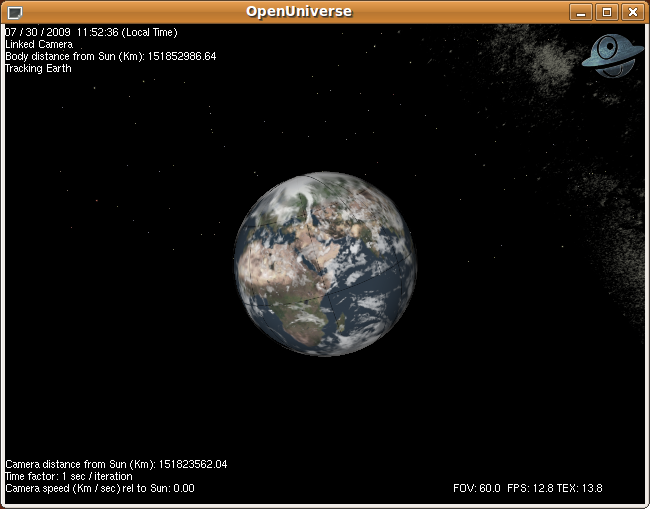 OpenUniverse
07 / 30 / 2009 11:52:36 (Local Time)
Linked Camera
Body distance from Sun (Km): 151852986.64
Tracking Earth
Camera distance from Sun (Km): 151823562.04
Time factor: 1 sec / iteration
Camera speed (Km / sec) rel to Sun: 0.00
FOV: 60.0 FPS: 12.8 TEX: 13.8